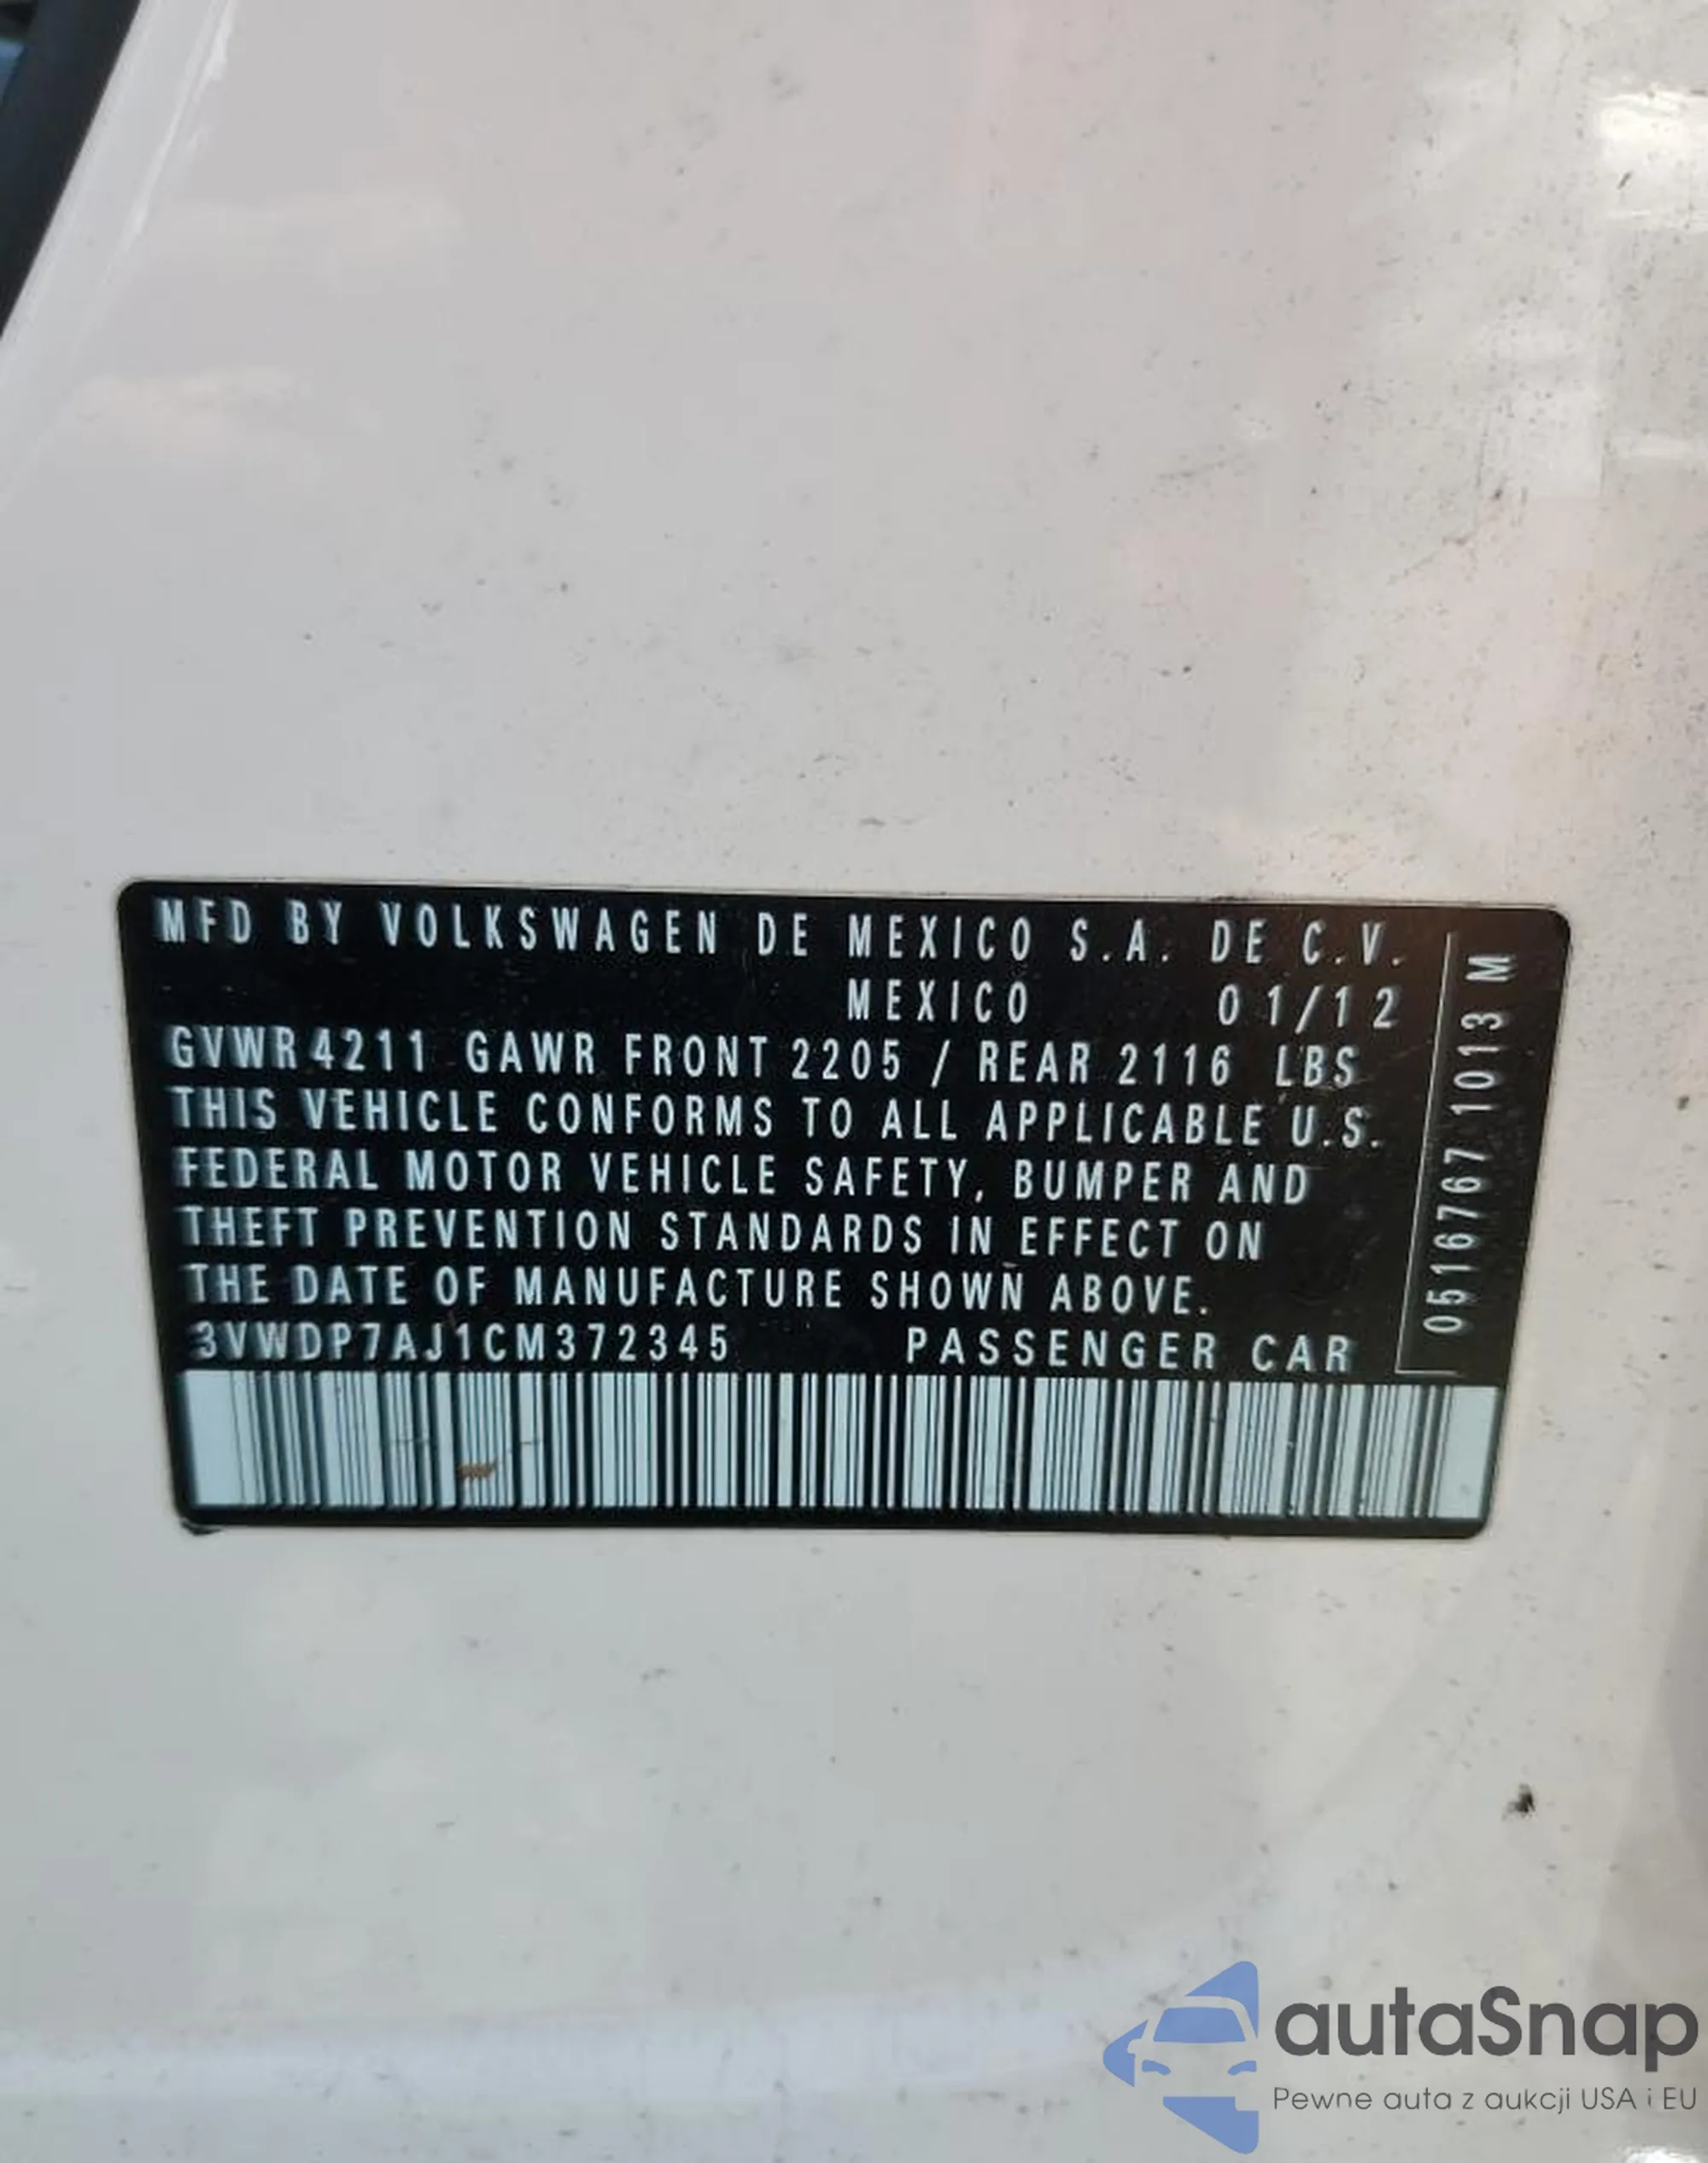 MFD BY VOLKSWAGEN DE MEXICO S.A. DE C.V.
MEXICO 01/12
GVWR 4211 GAWR FRONT 2205 / REAR 2116 LBS
THIS VEHICLE CONFORMS TO ALL APPLICABLE U.S.
FEDERAL MOTOR VEHICLE SAFETY, BUMPER AND
THEFT PREVENTION STANDARDS IN EFFECT ON
THE DATE OF MANUFACTURE SHOWN ABOVE.
3VWDP7AJ1CM372345 PASSENGER CAR
0516767 1013 M
autaSnap
Pewne auta z aukcji USA i EU